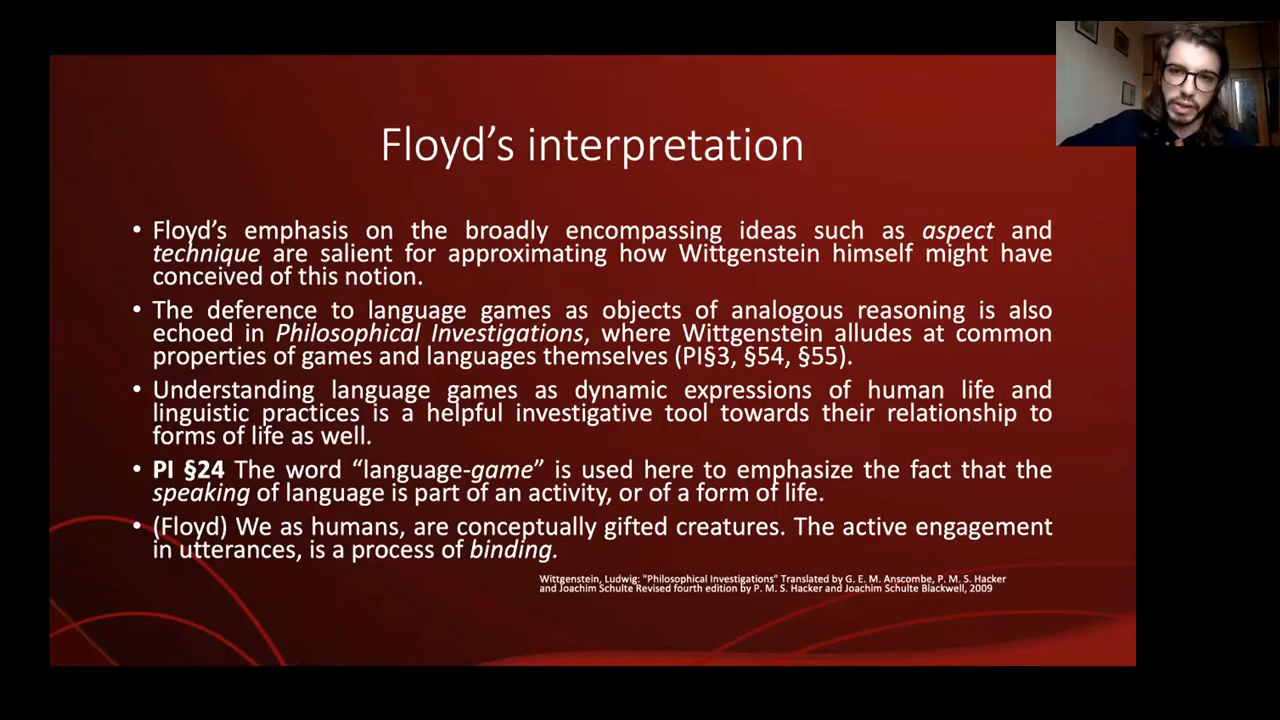 Floyd's interpretation
• Floyd's emphasis on the broadly encompassing ideas such as aspect and
technique are salient for approximating how Wittgenstein himself might have
conceived of this notion.
• The deference to language games as objects of analogous reasoning is also
echoed in Philosophical Investigations, where Wittgenstein alludes at common
properties of games and languages themselves (PI§3, §54, §55).
• Understanding language games as dynamic expressions of human life and
linguistic practices is a helpful investigative tool towards their relationship to
forms of life as well.
• PI §24 The word “language-game” is used here to emphasize the fact that the
speaking of language is part of an activity, or of a form of life.
• (Floyd) We as humans, are conceptually gifted creatures. The active engagement
in utterances, is a process of binding.
Wittgenstein, Ludwig: "Philosophical Investigations" Translated by G. E. M. Anscombe, P. M. S. Hacker
and Joachim Schulte Revised fourth edition by P. M. S. Hacker and Joachim Schulte Blackwell, 2009